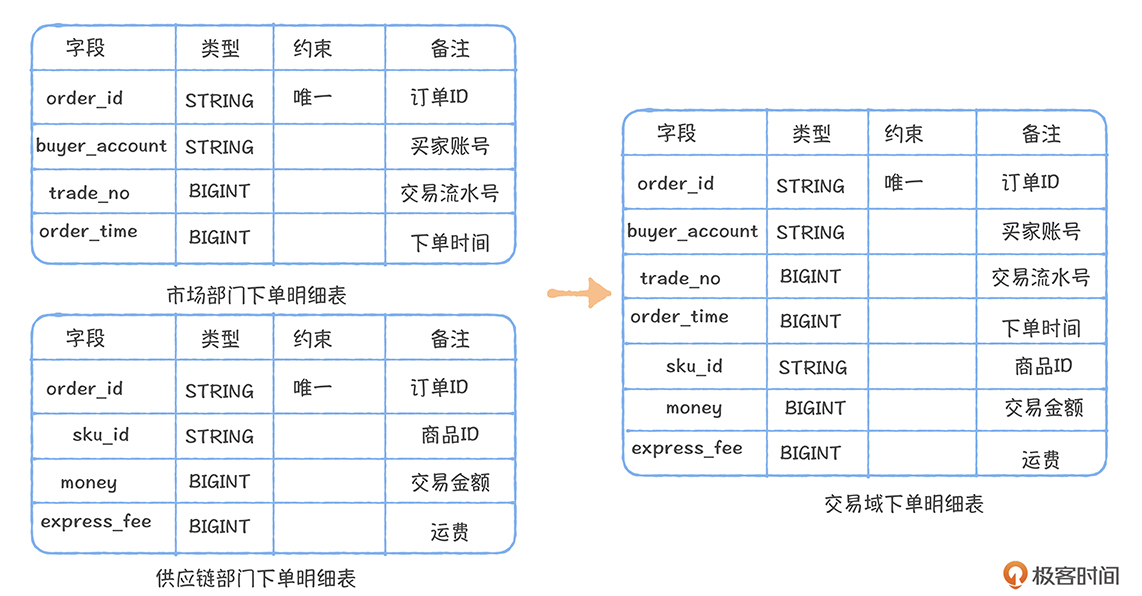 字段 类型 约束 备注
order_id STRING 唯一 订单ID
buyer_account STRING 买家账号
trade_no BIGINT 交易流水号
order_time BIGINT 下单时间
市场部门下单明细表
字段 类型 约束 备注
order_id STRING 唯一 订单ID
sku_id STRING 商品ID
money BIGINT 交易金额
express_fee BIGINT 运费
供应链部门下单明细表
字段 类型 约束 备注
order_id STRING 唯一 订单ID
buyer_account STRING 买家账号
trade_no BIGINT 交易流水号
order_time BIGINT 下单时间
sku_id STRING 商品ID
money BIGINT 交易金额
express_fee BIGINT 运费
交易域下单明细表
极客时间